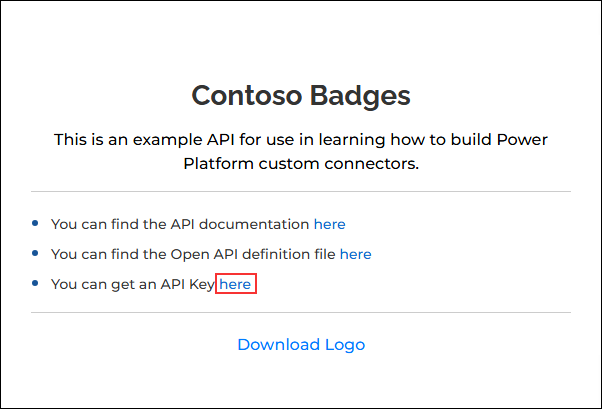 Contoso Badges
This is an example API for use in learning how to build Power
Platform custom connectors.
You can find the API documentation here
You can find the Open API definition file here
You can get an API Key here
Download Logo